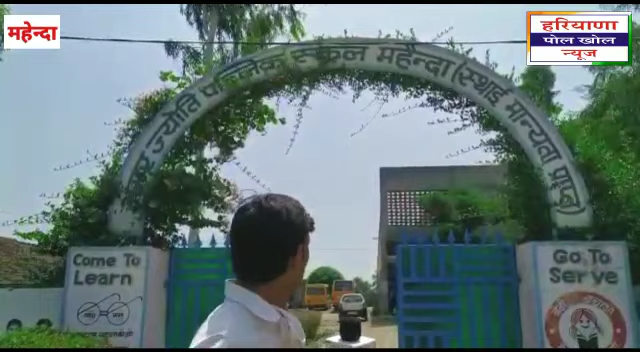 महेन्दा
हरियाणा
पोल खोल
न्यूज
ज्योति पब्लिक स्कूल महेन्दा (स्थाई मान्यता प्राप्त)
Come To
Learn
Go To
Serve